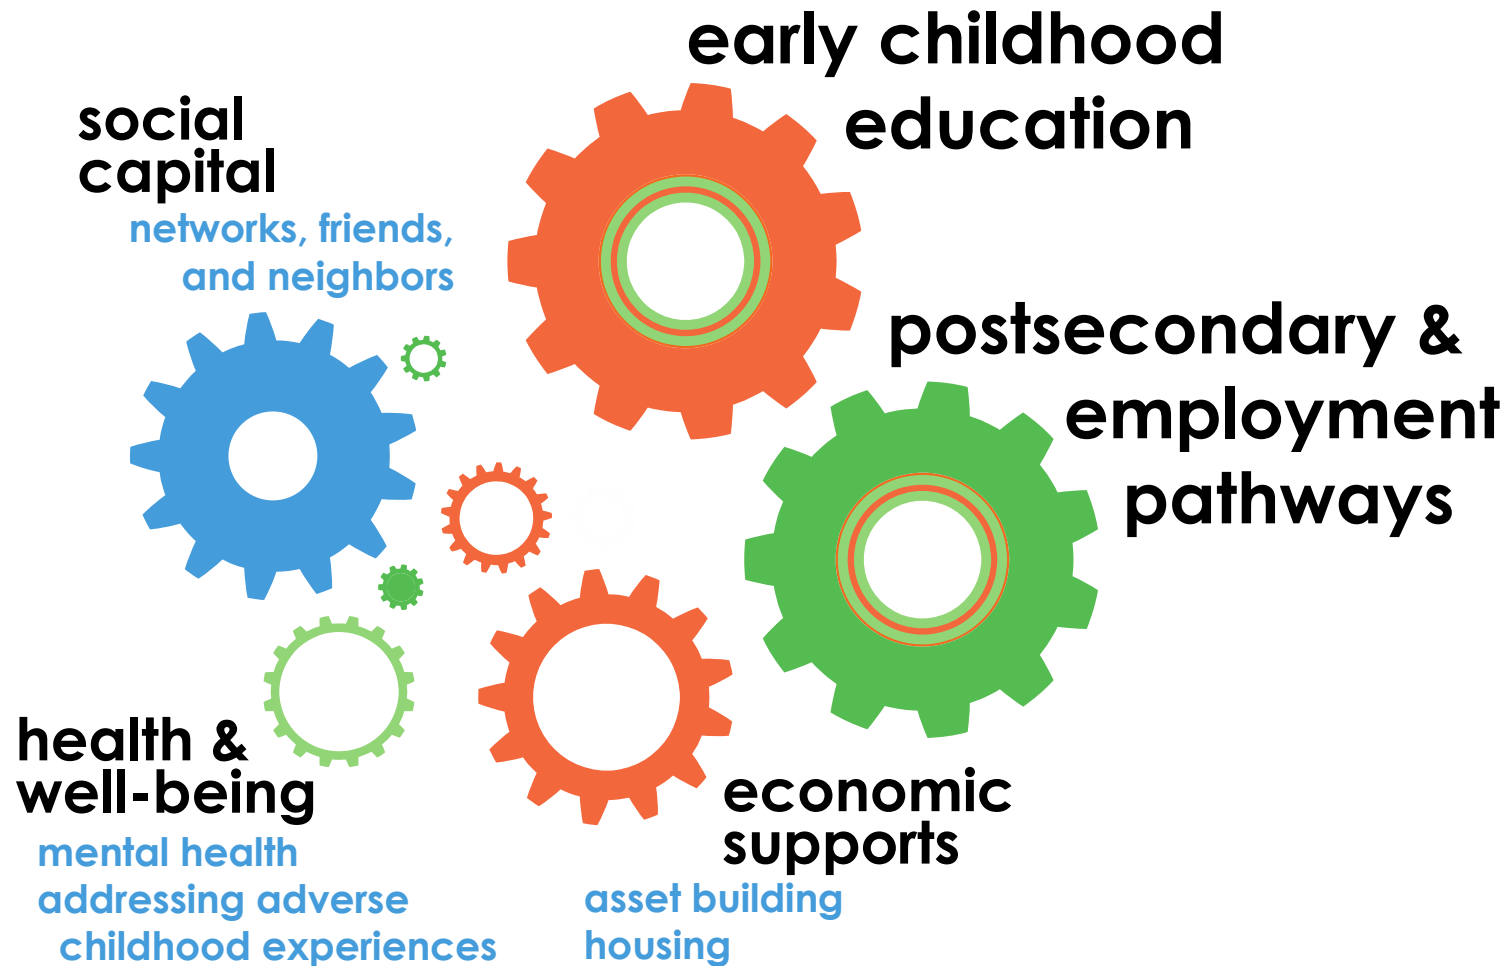 early childhood
education
social
capital
networks, friends,
and neighbors
postsecondary &
employment
pathways
health &
well-being
mental health
addressing adverse
childhood experiences
economic
supports
asset building
housing